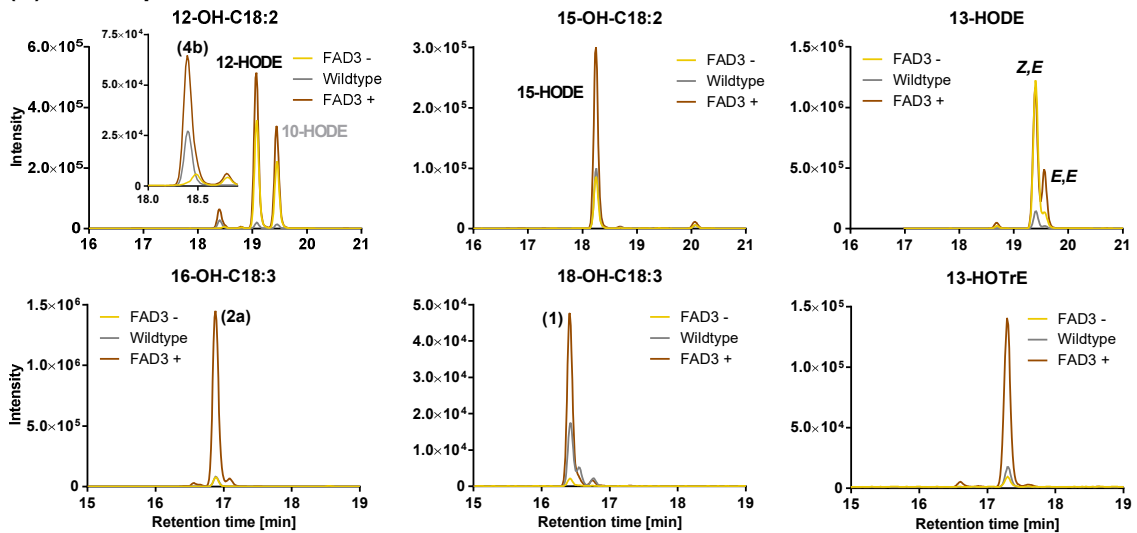 12-OH-C18:2
Intensity
6.0×10⁵
4.0×10⁵
2.0×10⁵
0
16 17 18 19 20 21
7.5×10⁴
5.0×10⁴
2.5×10⁴
0
18.0 18.5
(4b)
12-HODE
10-HODE
FAD3 -
Wildtype
FAD3 +
15-OH-C18:2
3.0×10⁵
2.0×10⁵
1.0×10⁵
0
16 17 18 19 20 21
15-HODE
FAD3 -
Wildtype
FAD3 +
13-HODE
1.5×10⁶
1.0×10⁶
5.0×10⁵
0
16 17 18 19 20 21
Z,E
E,E
FAD3 -
Wildtype
FAD3 +
16-OH-C18:3
Intensity
1.5×10⁶
1.0×10⁶
5.0×10⁵
0
15 16 17 18 19
Retention time [min]
(2a)
FAD3 -
Wildtype
FAD3 +
18-OH-C18:3
5.0×10⁴
4.0×10⁴
3.0×10⁴
2.0×10⁴
1.0×10⁴
0
15 16 17 18 19
Retention time [min]
(1)
FAD3 -
Wildtype
FAD3 +
13-HOTrE
1.5×10⁵
1.0×10⁵
5.0×10⁴
0
15 16 17 18 19
Retention time [min]
FAD3 -
Wildtype
FAD3 +